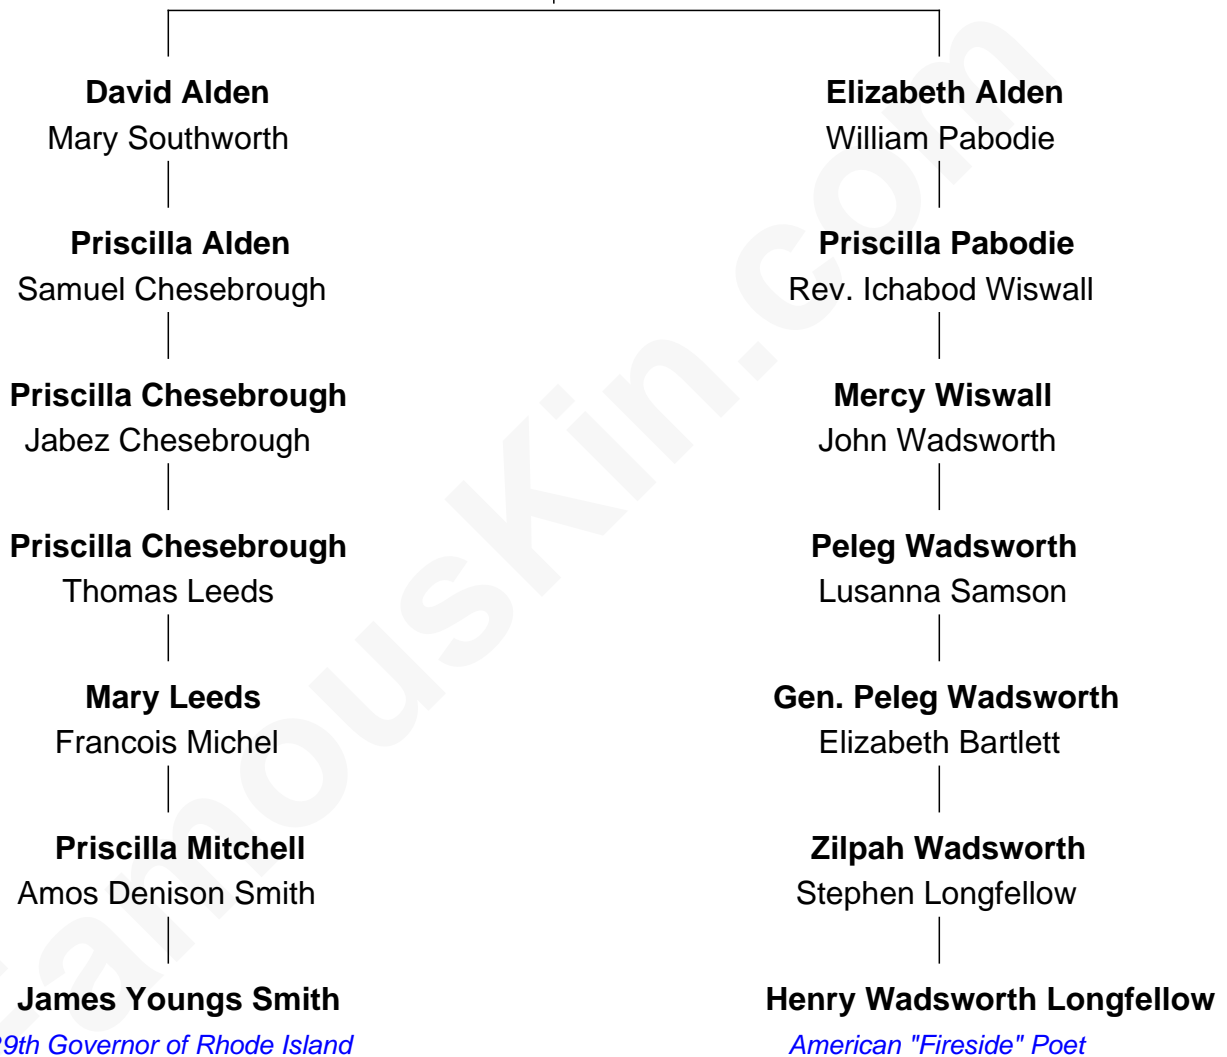 David Alden
Mary Southworth
Priscilla Alden
Samuel Chesebrough
Priscilla Chesebrough
Jabez Chesebrough
Priscilla Chesebrough
Thomas Leeds
Mary Leeds
Francois Michel
Priscilla Mitchell
Amos Denison Smith
James Youngs Smith
9th Governor of Rhode Island
Elizabeth Alden
William Pabodie
Priscilla Pabodie
Rev. Ichabod Wiswall
Mercy Wiswall
John Wadsworth
Peleg Wadsworth
Lusanna Samson
Gen. Peleg Wadsworth
Elizabeth Bartlett
Zilpah Wadsworth
Stephen Longfellow
Henry Wadsworth Longfellow
American "Fireside" Poet
FamousKin.com